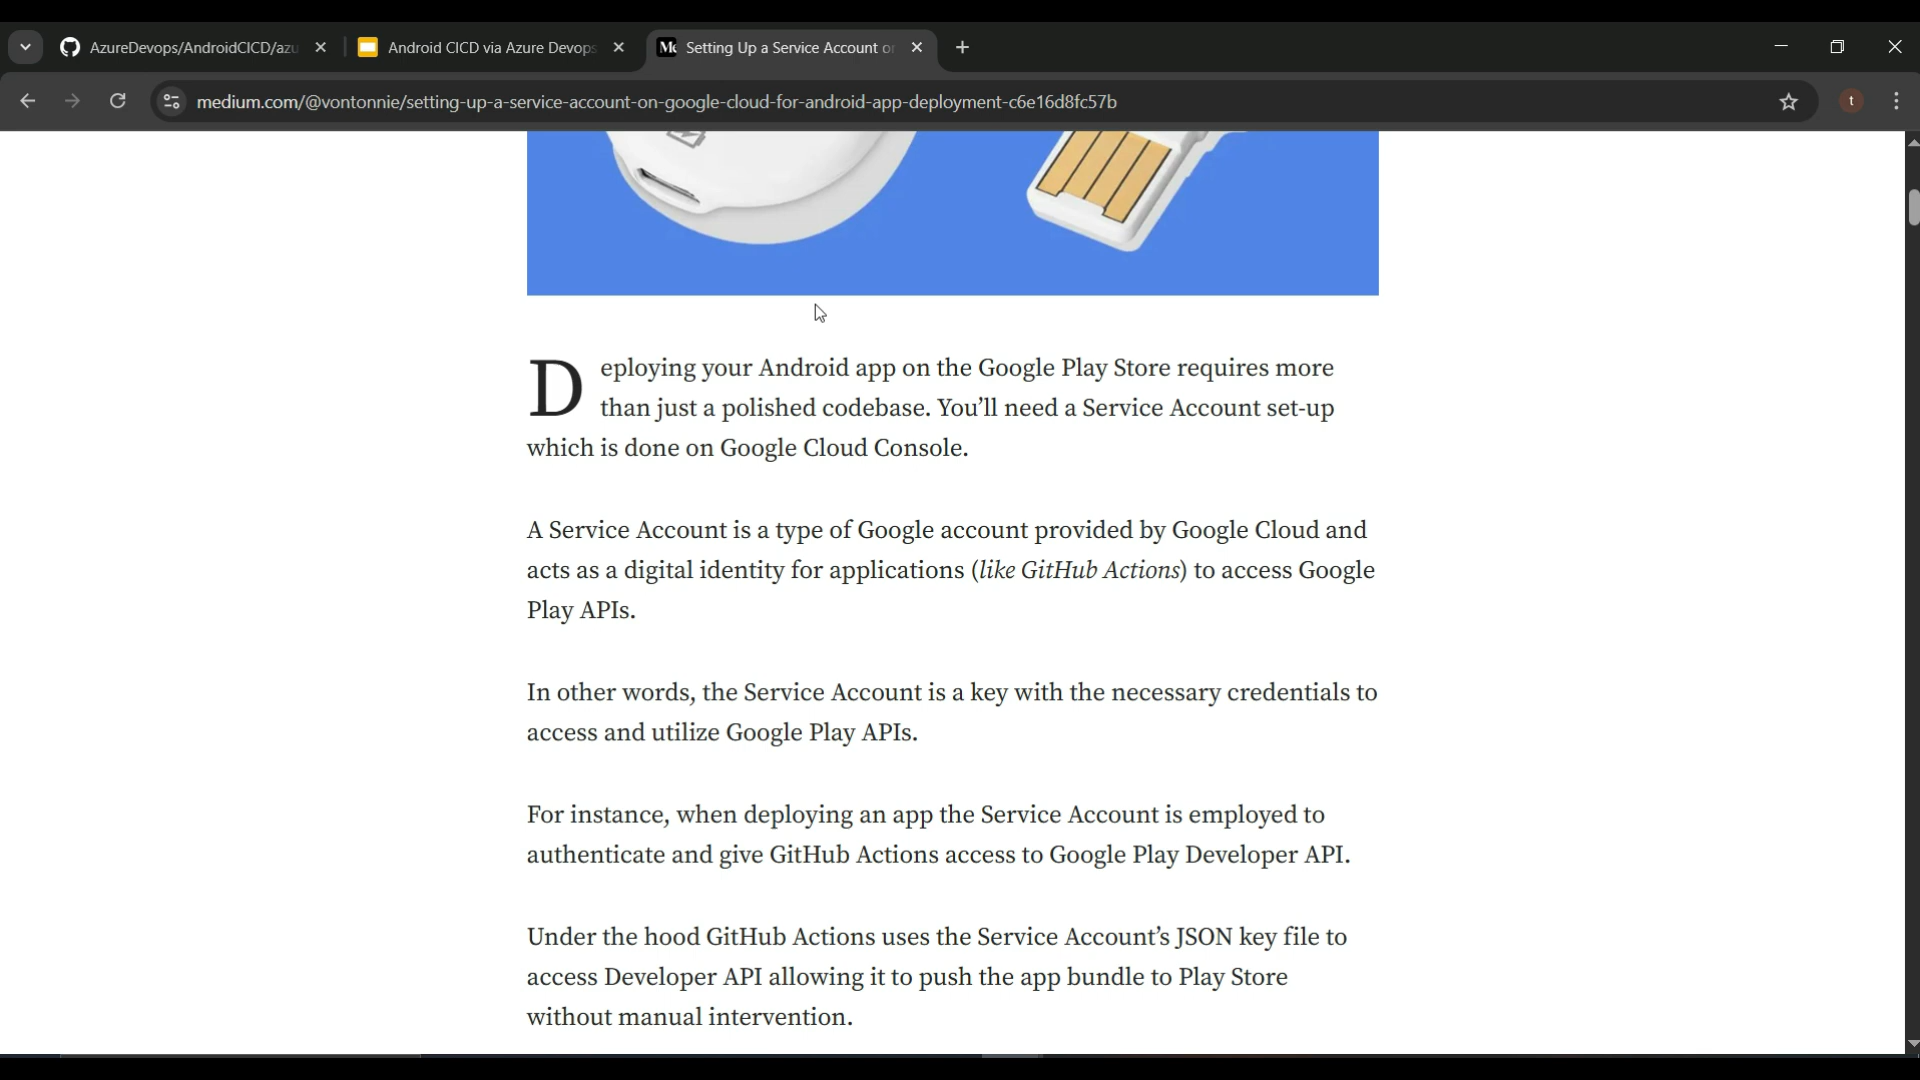 AzureDevops/AndroidCICD/azu
Android CICD via Azure Devops
Setting Up a Service Account on
medium.com/@vontonnie/setting-up-a-service-account-on-google-cloud-for-android-app-deployment-c6e16d8fc57b
t
Deploying your Android app on the Google Play Store requires more
than just a polished codebase. You’ll need a Service Account set-up
which is done on Google Cloud Console.
A Service Account is a type of Google account provided by Google Cloud and
acts as a digital identity for applications (like GitHub Actions) to access Google
Play APIs.
In other words, the Service Account is a key with the necessary credentials to
access and utilize Google Play APIs.
For instance, when deploying an app the Service Account is employed to
authenticate and give GitHub Actions access to Google Play Developer API.
Under the hood GitHub Actions uses the Service Account’s JSON key file to
access Developer API allowing it to push the app bundle to Play Store
without manual intervention.